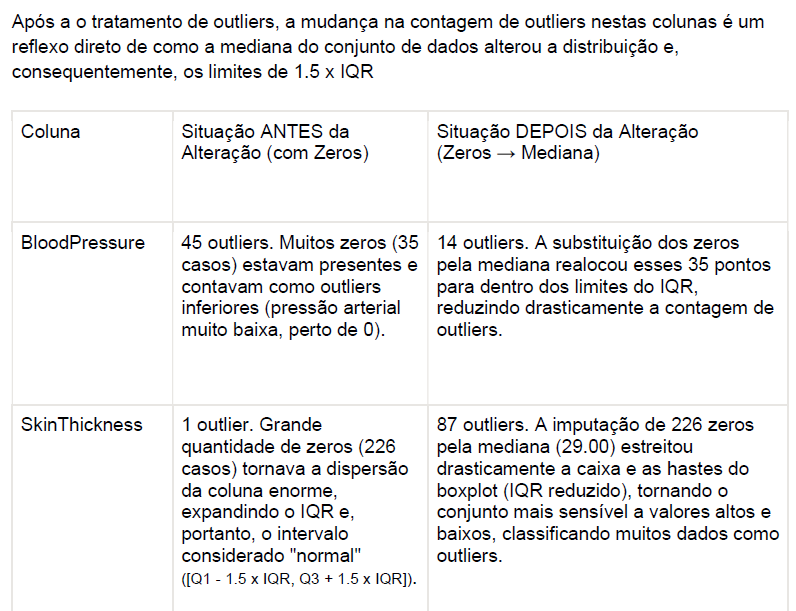 Após a o tratamento de outliers, a mudança na contagem de outliers nestas colunas é um
reflexo direto de como a mediana do conjunto de dados alterou a distribuição e,
consequentemente, os limites de 1.5 x IQR
Coluna
Situação ANTES da
Alteração (com Zeros)
Situação DEPOIS da Alteração
(Zeros → Mediana)
BloodPressure
45 outliers. Muitos zeros (35
casos) estavam presentes e
contavam como outliers
inferiores (pressão arterial
muito baixa, perto de 0).
14 outliers. A substituição dos zeros
pela mediana realocou esses 35 pontos
para dentro dos limites do IQR,
reduzindo drasticamente a contagem de
outliers.
SkinThickness
1 outlier. Grande
quantidade de zeros (226
casos) tornava a dispersão
da coluna enorme,
expandindo o IQR e,
portanto, o intervalo
considerado "normal"
([Q1 - 1.5 x IQR, Q3 + 1.5 x IQR]).
87 outliers. A imputação de 226 zeros
pela mediana (29.00) estreitou
drasticamente a caixa e as hastes do
boxplot (IQR reduzido), tornando o
conjunto mais sensível a valores altos e
baixos, classificando muitos dados como
outliers.